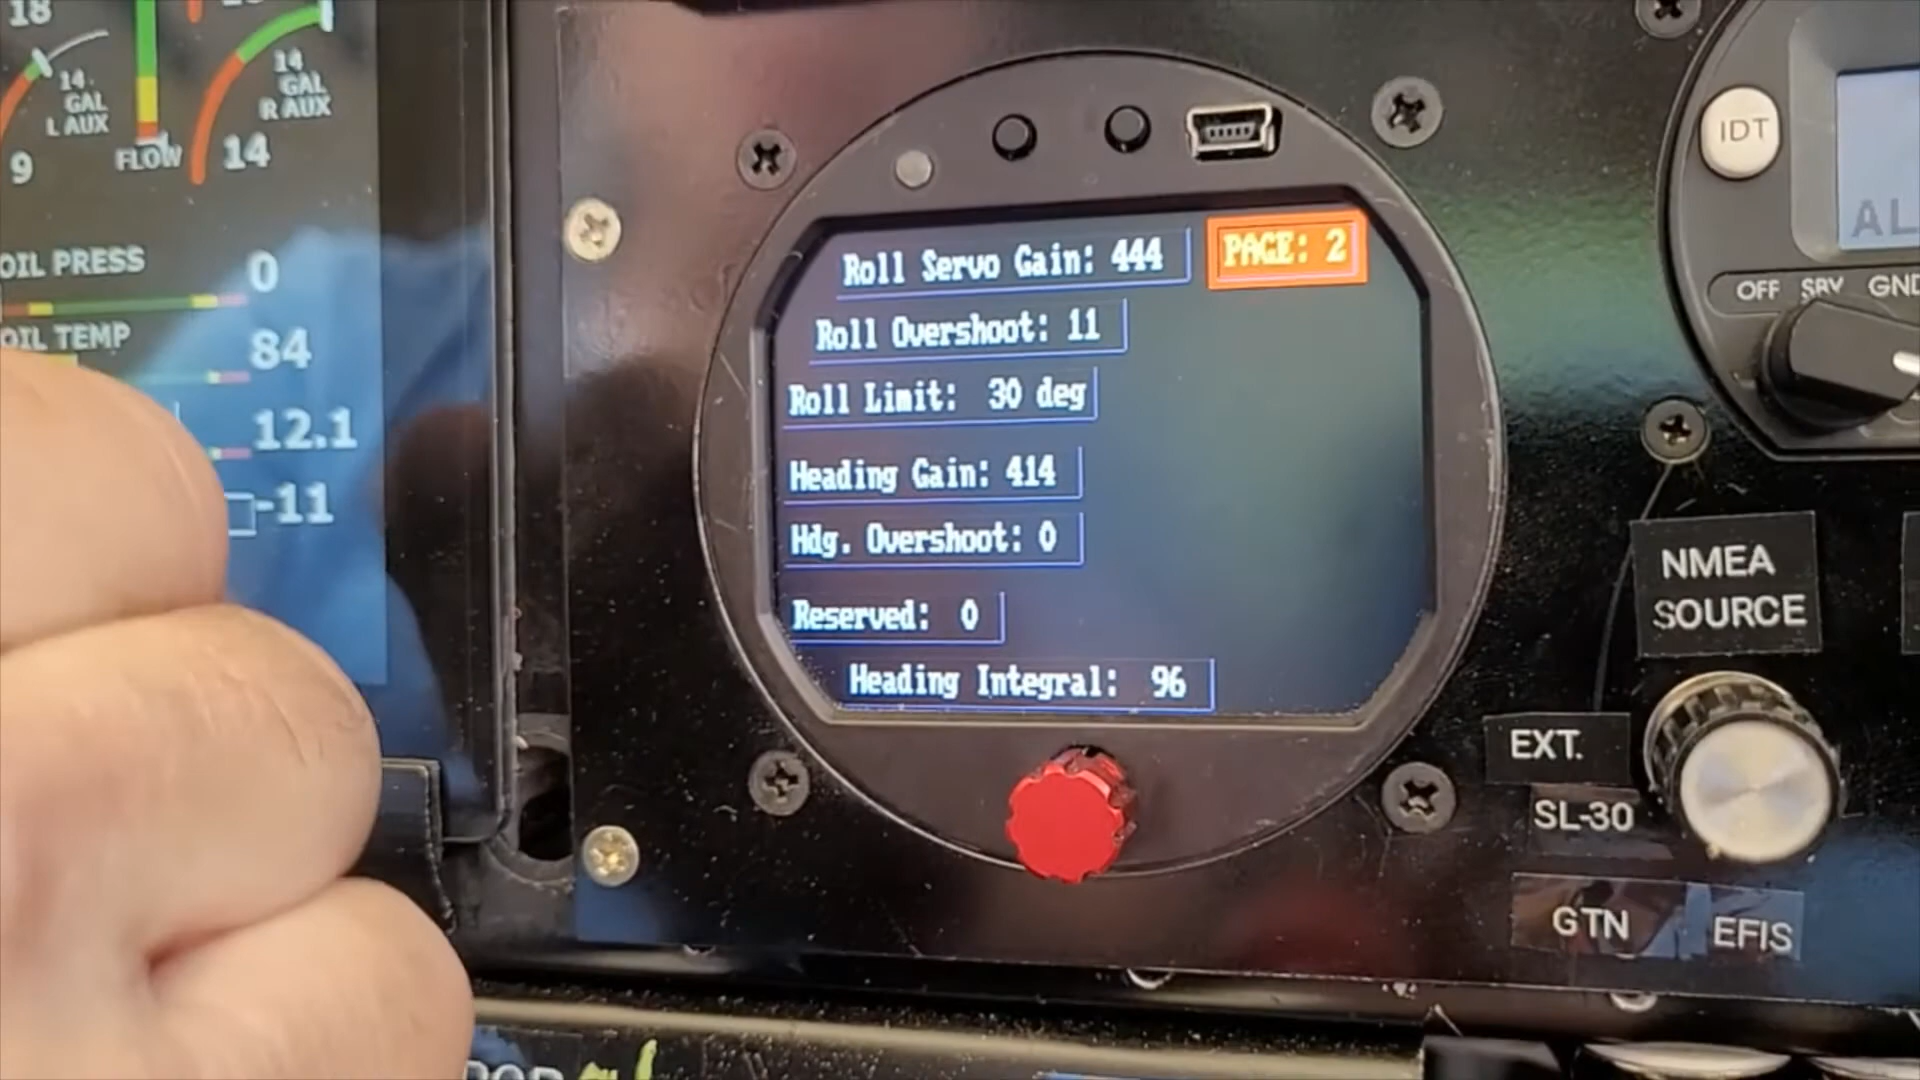 18
14
GAL
L AUX
9
FLOW
14
GAL
R AUX
14
OIL PRESS 0
OIL TEMP 84
12.1
-11
Roll Servo Gain: 444
PAGE: 2
Roll Overshoot: 11
Roll Limit: 30 deg
Heading Gain: 414
Hdg. Overshoot: 0
Reserved: 0
Heading Integral: 96
IDT
AL
OFF SBY GND
NMEA
SOURCE
EXT.
SL-30
GTN
EFIS